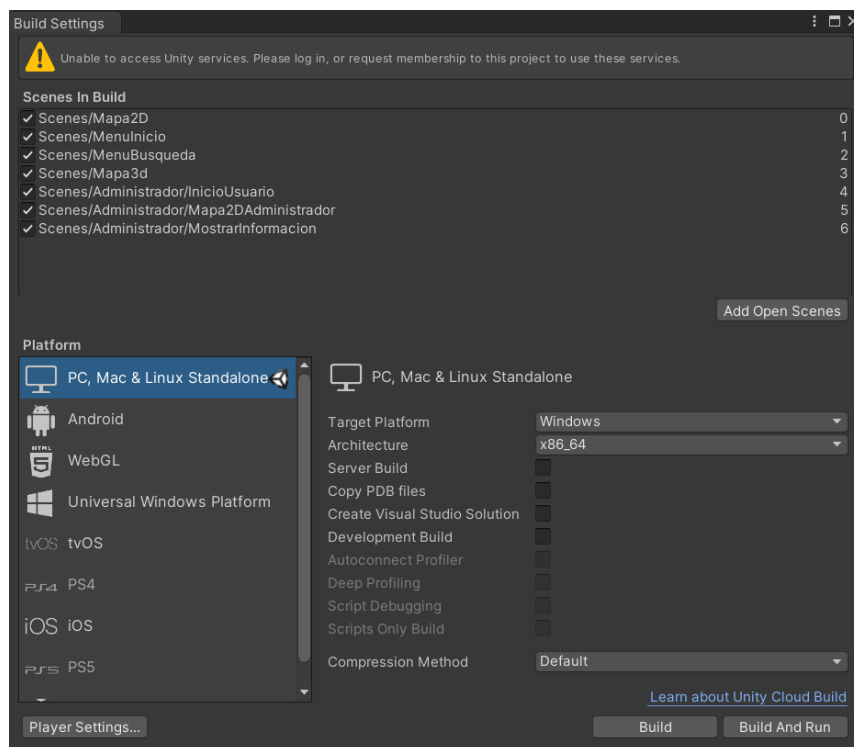 Build Settings
Unable to access Unity services. Please log in, or request membership to this project to use these services.
Scenes In Build
Scenes/Mapa2D 0
Scenes/MenuInicio 1
Scenes/MenuBusqueda 2
Scenes/Mapa3d 3
Scenes/Administrador/InicioUsuario 4
Scenes/Administrador/Mapa2DAdministrador 5
Scenes/Administrador/MostrarInformacion 6
Add Open Scenes
Platform
PC, Mac & Linux Standalone
Android
HTML 5 WebGL
Universal Windows Platform
tvOS tvOS
PS4 PS4
iOS iOS
PS5 PS5
PC, Mac & Linux Standalone
Target Platform Windows
Architecture x86_64
Server Build
Copy PDB files
Create Visual Studio Solution
Development Build
Autoconnect Profiler
Deep Profiling
Script Debugging
Scripts Only Build
Compression Method Default
Learn about Unity Cloud Build
Player Settings... Build Build And Run